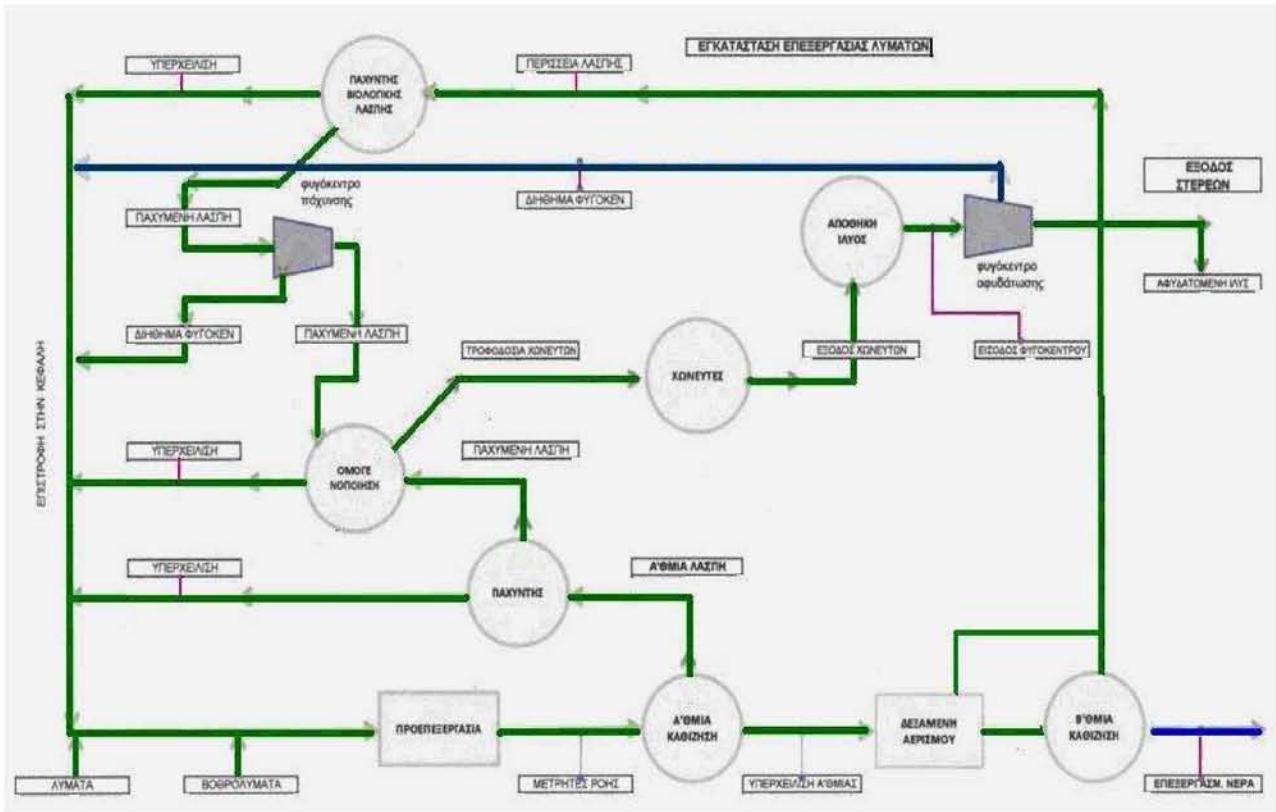 ΕΓΚΑΤΑΣΤΑΣΗ ΕΠΕΞΕΡΓΑΣΙΑΣ ΛΥΜΑΤΩΝ
ΥΠΕΡΧΕΙΛΙΣΗ
ΠΕΡΙΣΣΕΙΑ ΛΑΣΠΗΣ
ΠΑΧΥΝΤΗΣ
ΒΙΟΛΟΓΙΚΗΣ
ΛΑΣΠΗΣ
ΕΞΟΔΟΣ
ΣΤΕΡΕΩΝ
φυγόκεντρο
πάχυνσης
ΔΙΗΘΗΜΑ ΦΥΓΟΚΕΝ
ΠΑΧΥΜΕΝΗ ΛΑΣΠΗ
ΑΠΟΘΗΚΗ
ΙΛΥΟΣ
φυγόκεντρο
αφυδάτωσης
ΑΦΥΔΑΤΟΜΕΝΗ ΙΛΥΣ
ΔΙΗΘΗΜΑ ΦΥΓΟΚΕΝ
ΠΑΧΥΜΕΝΗ ΛΑΣΠΗ
ΤΡΟΦΟΔΟΣΙΑ ΧΩΝΕΥΤΩΝ
ΕΞΟΔΟΣ ΧΩΝΕΥΤΩΝ
ΕΙΣΟΔΟΣ ΦΥΓΟΚΕΝΤΡΟΥ
ΧΩΝΕΥΤΕΣ
ΕΠΙΣΤΡΟΦΗ ΣΤΗΝ ΚΕΦΑΛΗ
ΥΠΕΡΧΕΙΛΙΣΗ
ΠΑΧΥΜΕΝΗ ΛΑΣΠΗ
ΟΜΟΓΕ
ΝΟΠΟΙΗΣΗ
ΥΠΕΡΧΕΙΛΙΣΗ
Α'ΘΜΙΑ ΛΑΣΠΗ
ΠΑΧΥΝΤΗΣ
ΠΡΟΕΠΕΞΕΡΓΑΣΙΑ
Α'ΘΜΙΑ
ΚΑΘΙΖΗΣΗ
ΔΕΞΑΜΕΝΗ
ΑΕΡΙΣΜΟΥ
Β'ΘΜΙΑ
ΚΑΘΙΖΗΣΗ
ΛΥΜΑΤΑ
ΒΟΘΡΟΛΥΜΑΤΑ
ΜΕΤΡΗΤΕΣ ΡΟΗΣ
ΥΠΕΡΧΕΙΛΙΣΗ Α'ΘΜΙΑΣ
ΕΠΕΞΕΡΓΑΣΜ. ΝΕΡΑ